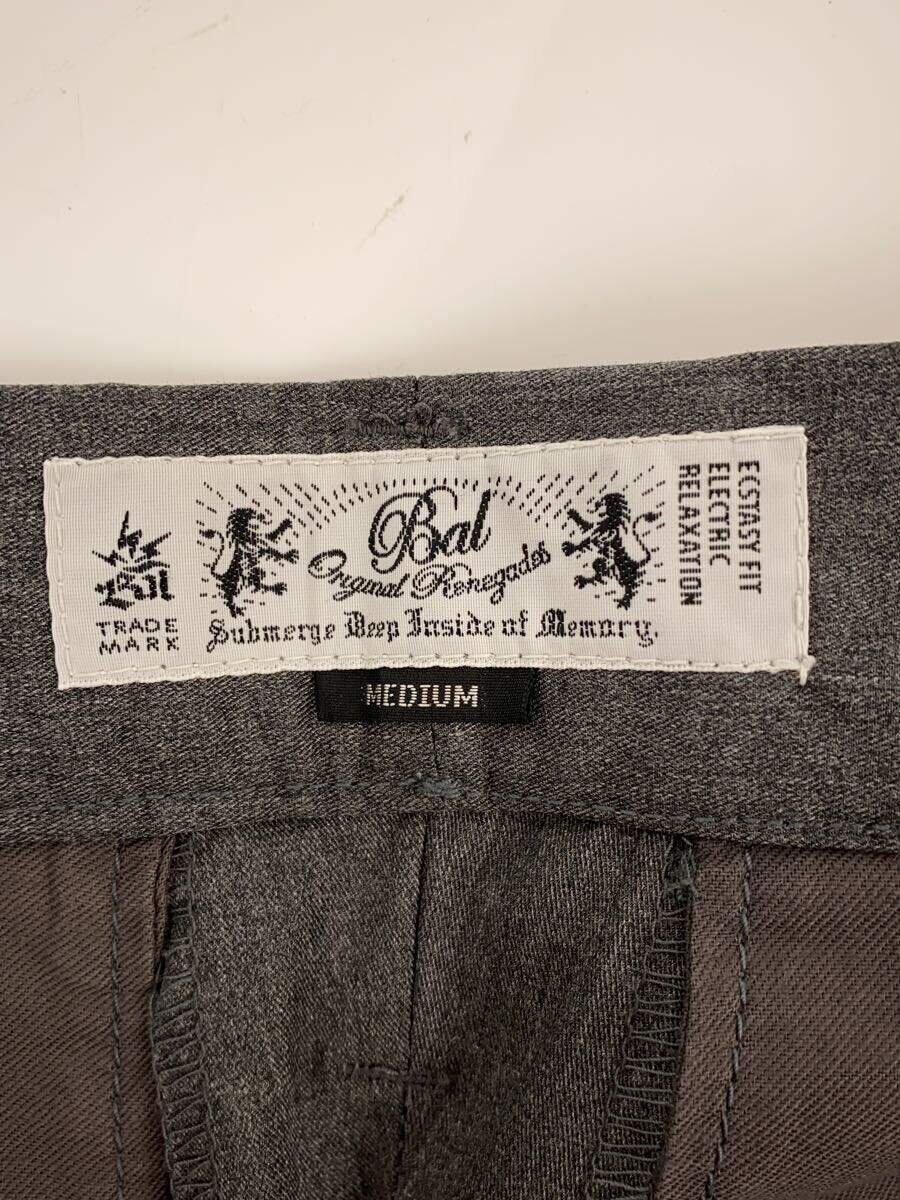 Bal
TRADE
MARK
Bal
Original Renegades
Submerge Deep Inside of Memory.
ECSTASY FIT
ELECTRIC
RELAXATION
MEDIUM